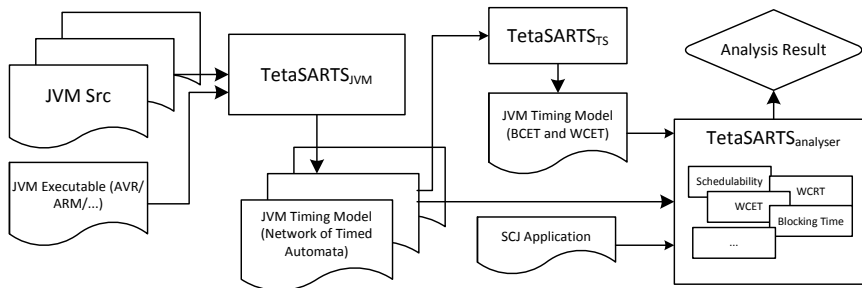 JVM Src
TetaSARTSJVM
TetaSARTSTS
Analysis Result
JVM Executable (AVR/
ARM/...)
JVM Timing Model
(BCET and WCET)
TetaSARTSanalyser
Schedulability
WCRT
WCET
Blocking Time
...
JVM Timing Model
(Network of Timed
Automata)
SCJ Application